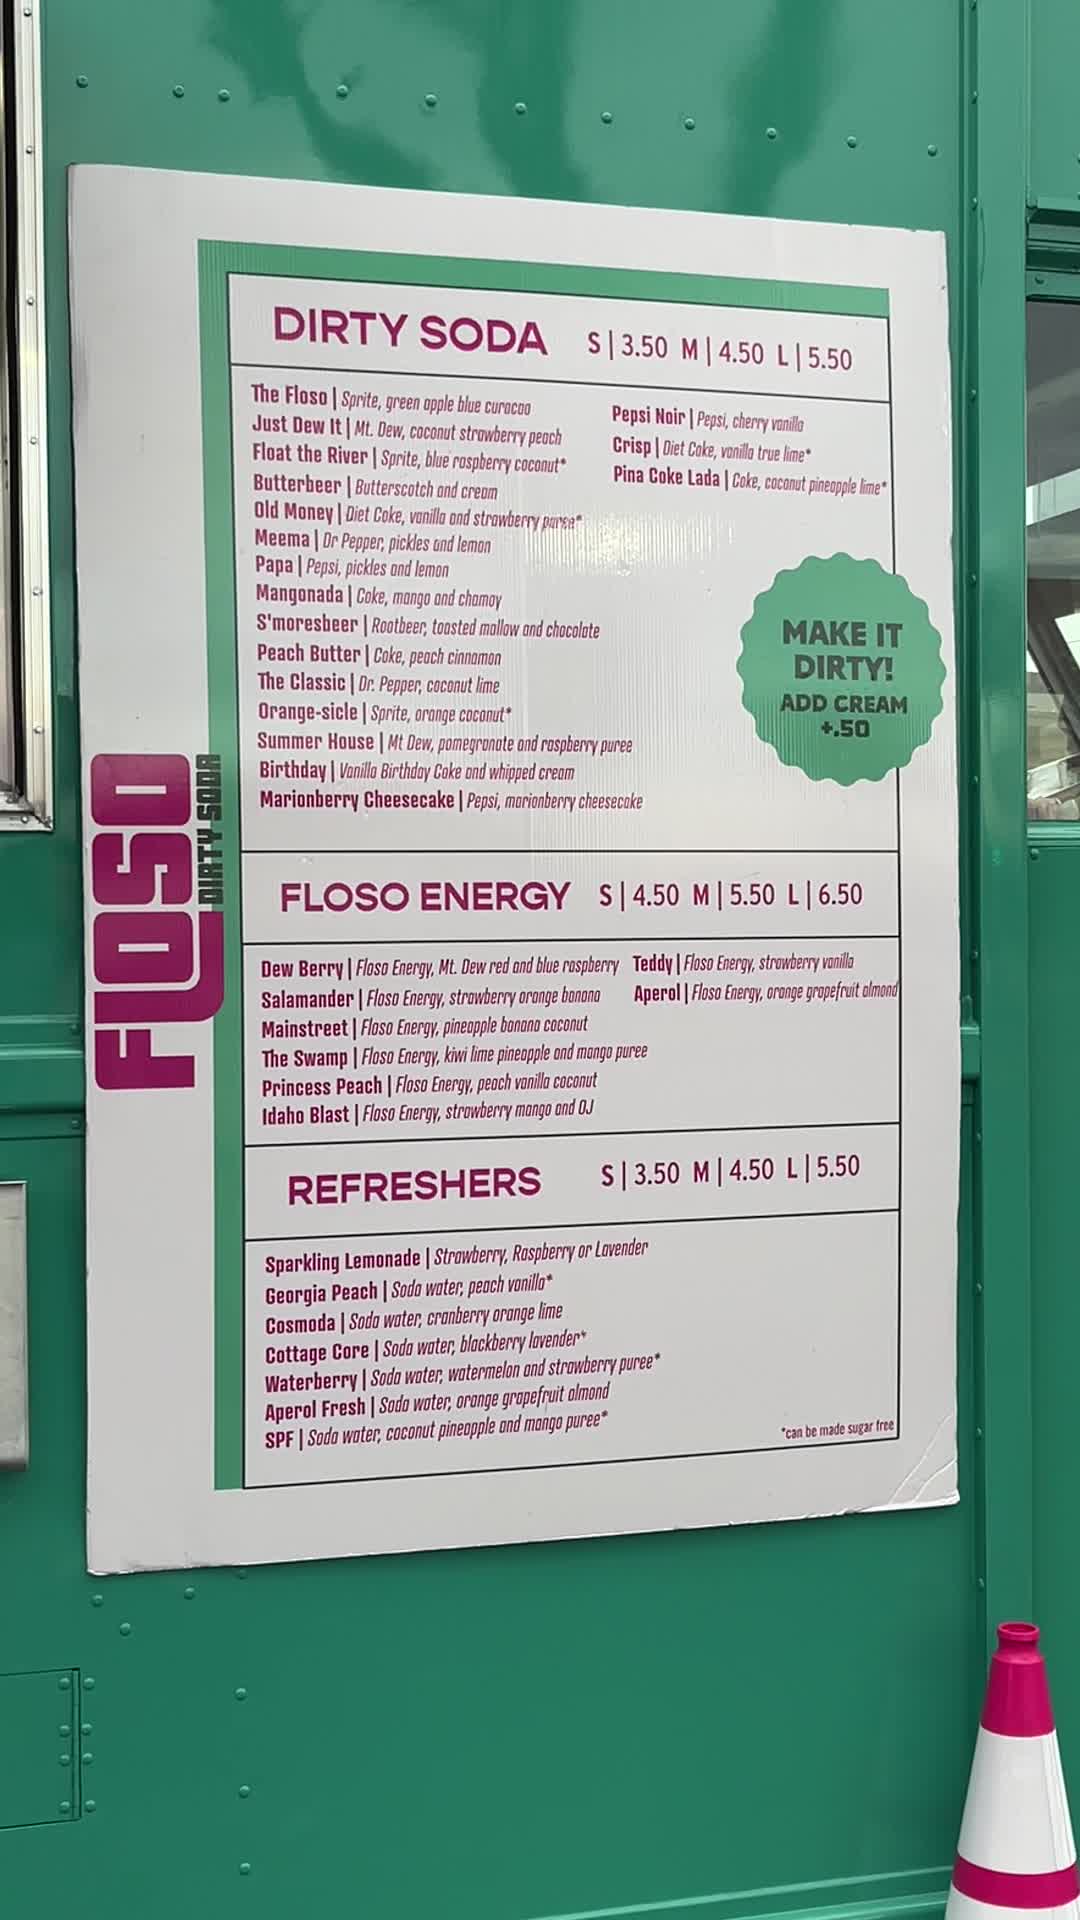 DIRTY SODA S | 3.50 M | 4.50 L | 5.50
The Floso | Sprite, green apple blue curacao
Just Dew It | Mt. Dew, coconut strawberry peach
Float the River | Sprite, blue raspberry coconut*
Butterbeer | Butterscotch and cream
Old Money | Diet Coke, vanilla and strawberry puree*
Meema | Dr Pepper, pickles and lemon
Papa | Pepsi, pickles and lemon
Mangonada | Coke, mango and chamoy
S'moresbeer | Rootbeer, toasted mallow and chocolate
Peach Butter | Coke, peach cinnamon
The Classic | Dr. Pepper, coconut lime
Orange-sicle | Sprite, orange coconut*
Summer House | Mt Dew, pomegranate and raspberry puree
Birthday | Vanilla Birthday Cake and whipped cream
Marionberry Cheesecake | Pepsi, marionberry cheesecake
Pepsi Noir | Pepsi, cherry vanilla
Crisp | Diet Coke, vanilla true lime*
Pina Coke Lada | Coke, coconut pineapple lime*
MAKE IT
DIRTY!
ADD CREAM
+.50
FLOSO
DIRTY SODA
FLOSO ENERGY S | 4.50 M | 5.50 L | 6.50
Dew Berry | Floso Energy, Mt. Dew red and blue raspberry
Salamander | Floso Energy, strawberry orange banana
Mainstreet | Floso Energy, pineapple banana coconut
The Swamp | Floso Energy, kiwi lime pineapple and mango puree
Princess Peach | Floso Energy, peach vanilla coconut
Idaho Blast | Floso Energy, strawberry mango and OJ
Teddy | Floso Energy, strawberry vanilla
Aperol | Floso Energy, orange grapefruit almond
REFRESHERS S | 3.50 M | 4.50 L | 5.50
Sparkling Lemonade | Strawberry, Raspberry or Lavender
Georgia Peach | Soda water, peach vanilla*
Cosmoda | Soda water, cranberry orange lime
Cottage Core | Soda water, blackberry lavender*
Waterberry | Soda water, watermelon and strawberry puree*
Aperol Fresh | Soda water, orange grapefruit almond
SPF | Soda water, coconut pineapple and mango puree*
*can be made sugar free